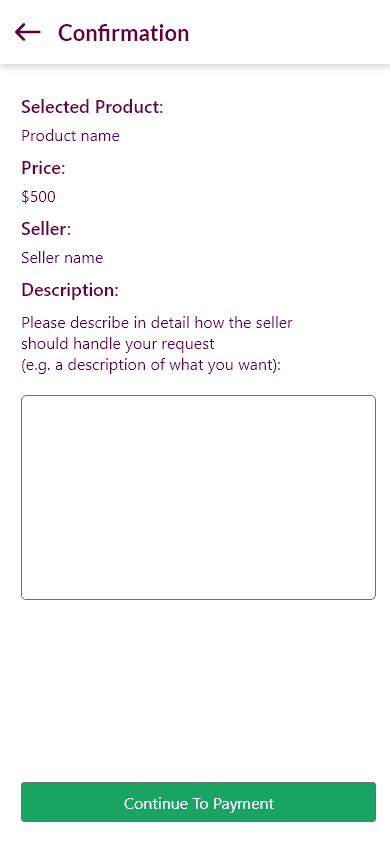 Confirmation
Selected Product:
Product name
Price:
$500
Seller:
Seller name
Description:
Please describe in detail how the seller
should handle your request
(e.g. a description of what you want):
Continue To Payment